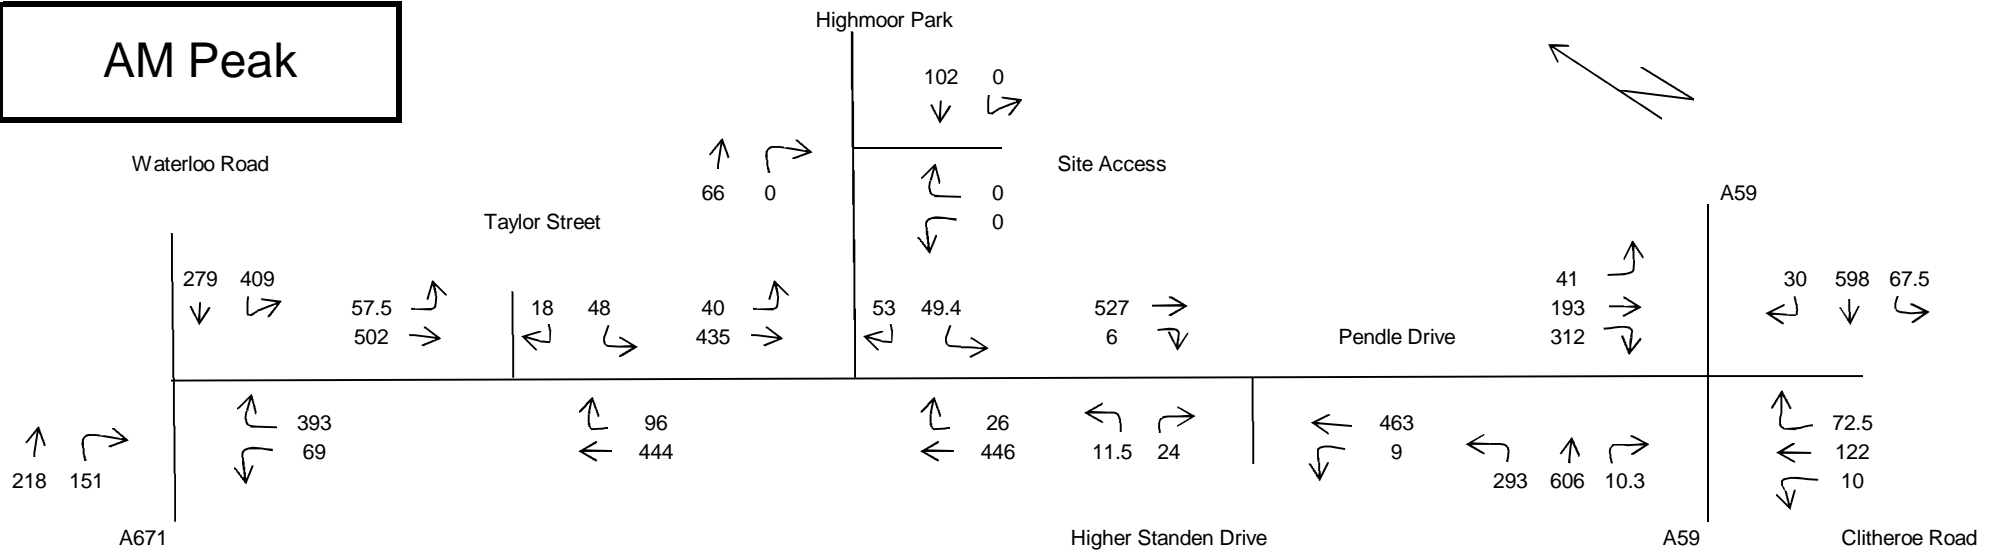 Highmoor Park
AM Peak
102 0
Waterloo Road
Site Access
66 0
0
A59
Taylor Street
0
279 409
41
30 598 67.5
57.5
18 48
40
53 49.4
527
193
502
435
6
Pendle Drive
312
393
96
26
463
72.5
69
444
446
11.5 24
9
122
218 151
293 606 10.3
10
A671
Higher Standen Drive
A59
Clitheroe Road